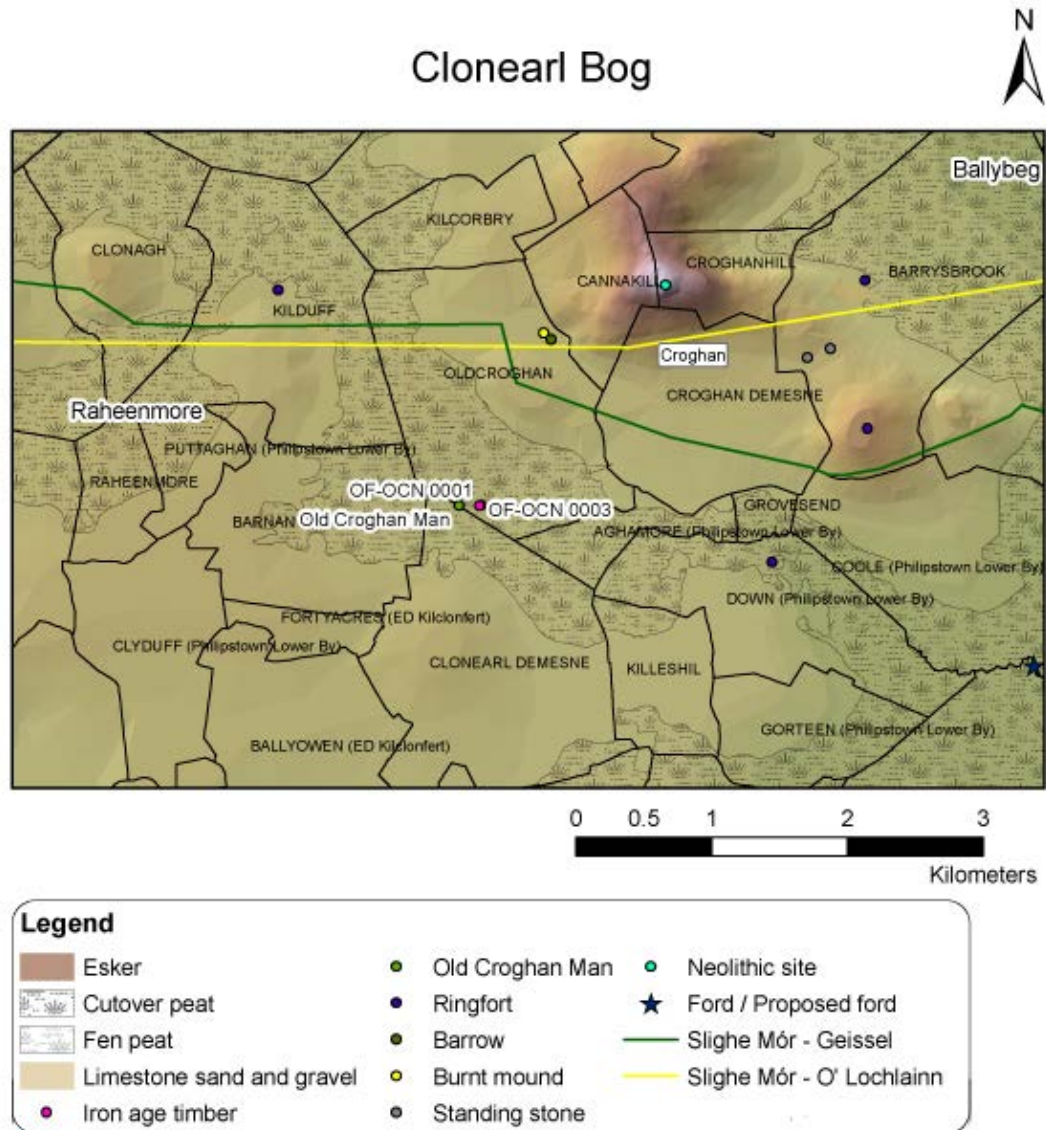 N
Clonearl Bog
Ballybeg
KILCORBRY
CLONAGH
CROGHANHILL
BARRYSBROOK
CANNAKILL
KILDUFF
Croghan
OLDCROGHAN
CROGHAN DEMESNE
Raheenmore
PUTTAGHAN (Philipstown Lower By)
RAHEENMORE
OF-OCN 0001
OF-OCN 0003
GROVESEND
BARNAN
Old Croghan Man
AGHAMORE (Philipstown Lower By)
COOLE (Philipstown Lower By)
DOWN (Philipstown Lower By)
FORTYACRES (ED Kilclonfert)
CLYDUFF (Philipstown Lower By)
CLONEARL DEMESNE
KILLESHIL
GORTEEN (Philipstown Lower By)
BALLYOWEN (ED Kilclonfert)
0 0.5 1 2 3
Kilometers
Legend
Esker
Cutover peat
Fen peat
Limestone sand and gravel
Iron age timber
Old Croghan Man
Ringfort
Barrow
Burnt mound
Standing stone
Neolithic site
Ford / Proposed ford
Slighe Mór - Geissel
Slighe Mór - O' Lochlainn